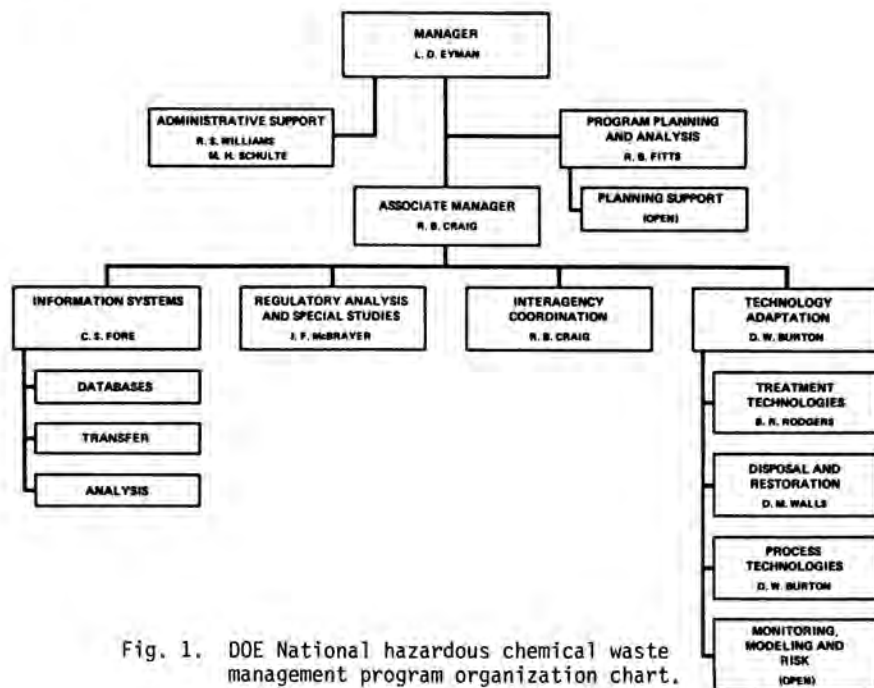 MANAGER
L. D. EYMAN
ADMINISTRATIVE SUPPORT
R. S. WILLIAMS
M. H. SCHULTE
PROGRAM PLANNING
AND ANALYSIS
R. B. FITTS
PLANNING SUPPORT
(OPEN)
ASSOCIATE MANAGER
R. B. CRAIG
INFORMATION SYSTEMS
C. S. FORE
DATABASES
TRANSFER
ANALYSIS
REGULATORY ANALYSIS
AND SPECIAL STUDIES
J. F. McBRAYER
INTERAGENCY
COORDINATION
R. B. CRAIG
TECHNOLOGY
ADAPTATION
D. W. BURTON
TREATMENT
TECHNOLOGIES
B. R. RODGERS
DISPOSAL AND
RESTORATION
D. M. WALLS
PROCESS
TECHNOLOGIES
D. W. BURTON
MONITORING,
MODELING AND
RISK
(OPEN)
Fig. 1. DOE National hazardous chemical waste
management program organization chart.